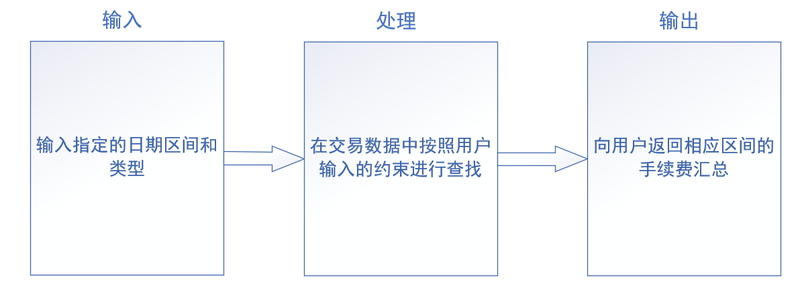 输入
处理
输出
输入指定的日期区间和
类型
在交易数据中按照用户
输入的约束进行查找
向用户返回相应区间的
手续费汇总